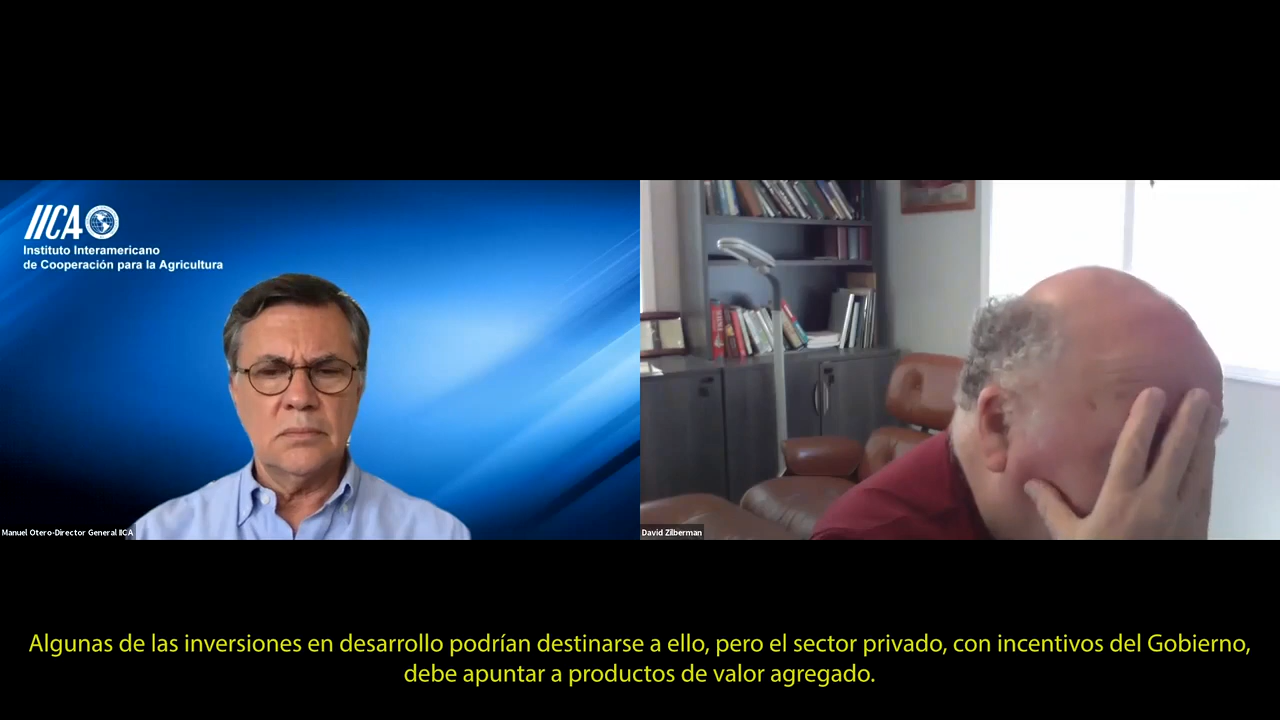 IICA
Instituto Interamericano
de Cooperación para la Agricultura
Manuel Otero-Director General IICA
David Zilberman
Algunas de las inversiones en desarrollo podrían destinarse a ello, pero el sector privado, con incentivos del Gobierno,
debe apuntar a productos de valor agregado.